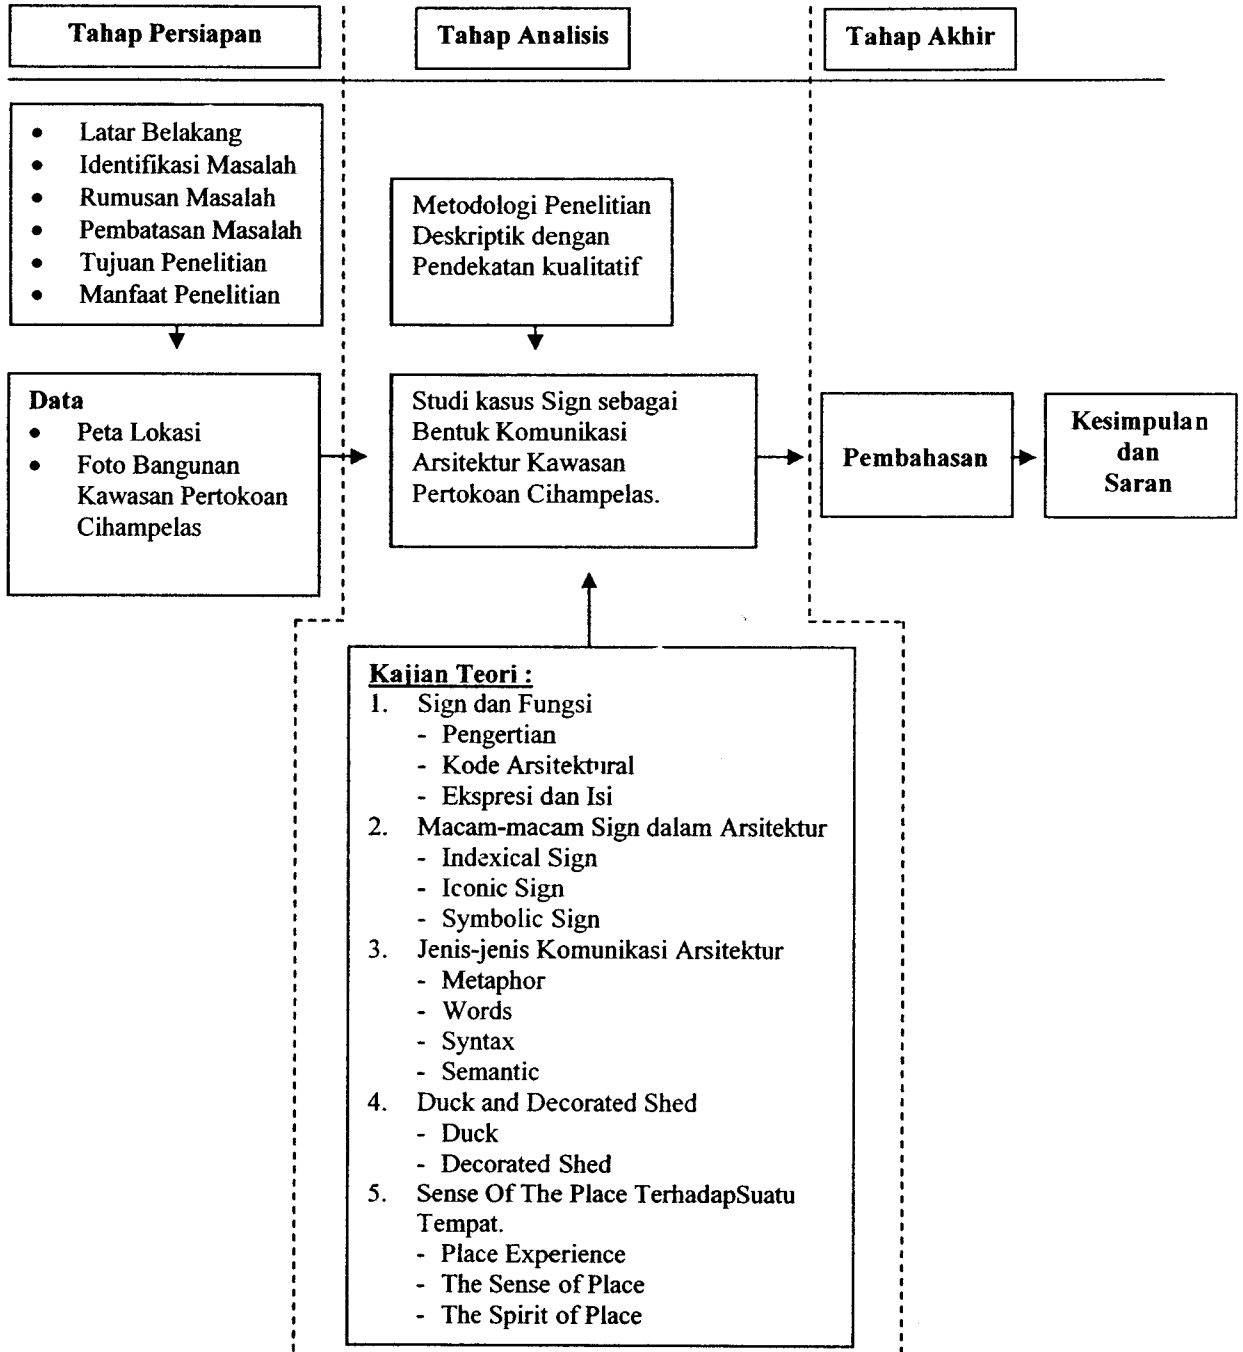 Tahap Persiapan
Tahap Analisis
Tahap Akhir
• Latar Belakang
• Identifikasi Masalah
• Rumusan Masalah
• Pembatasan Masalah
• Tujuan Penelitian
• Manfaat Penelitian
Metodologi Penelitian
Deskriptik dengan
Pendekatan kualitatif
Data
• Peta Lokasi
• Foto Bangunan
Kawasan Pertokoan
Cihampelas
Studi kasus Sign sebagai
Bentuk Komunikasi
Arsitektur Kawasan
Pertokoan Cihampelas.
Pembahasan
Kesimpulan
dan
Saran
Kajian Teori :
1. Sign dan Fungsi
- Pengertian
- Kode Arsitektural
- Ekspresi dan Isi
2. Macam-macam Sign dalam Arsitektur
- Indexical Sign
- Iconic Sign
- Symbolic Sign
3. Jenis-jenis Komunikasi Arsitektur
- Metaphor
- Words
- Syntax
- Semantic
4. Duck and Decorated Shed
- Duck
- Decorated Shed
5. Sense Of The Place TerhadapSuatu
Tempat.
- Place Experience
- The Sense of Place
- The Spirit of Place